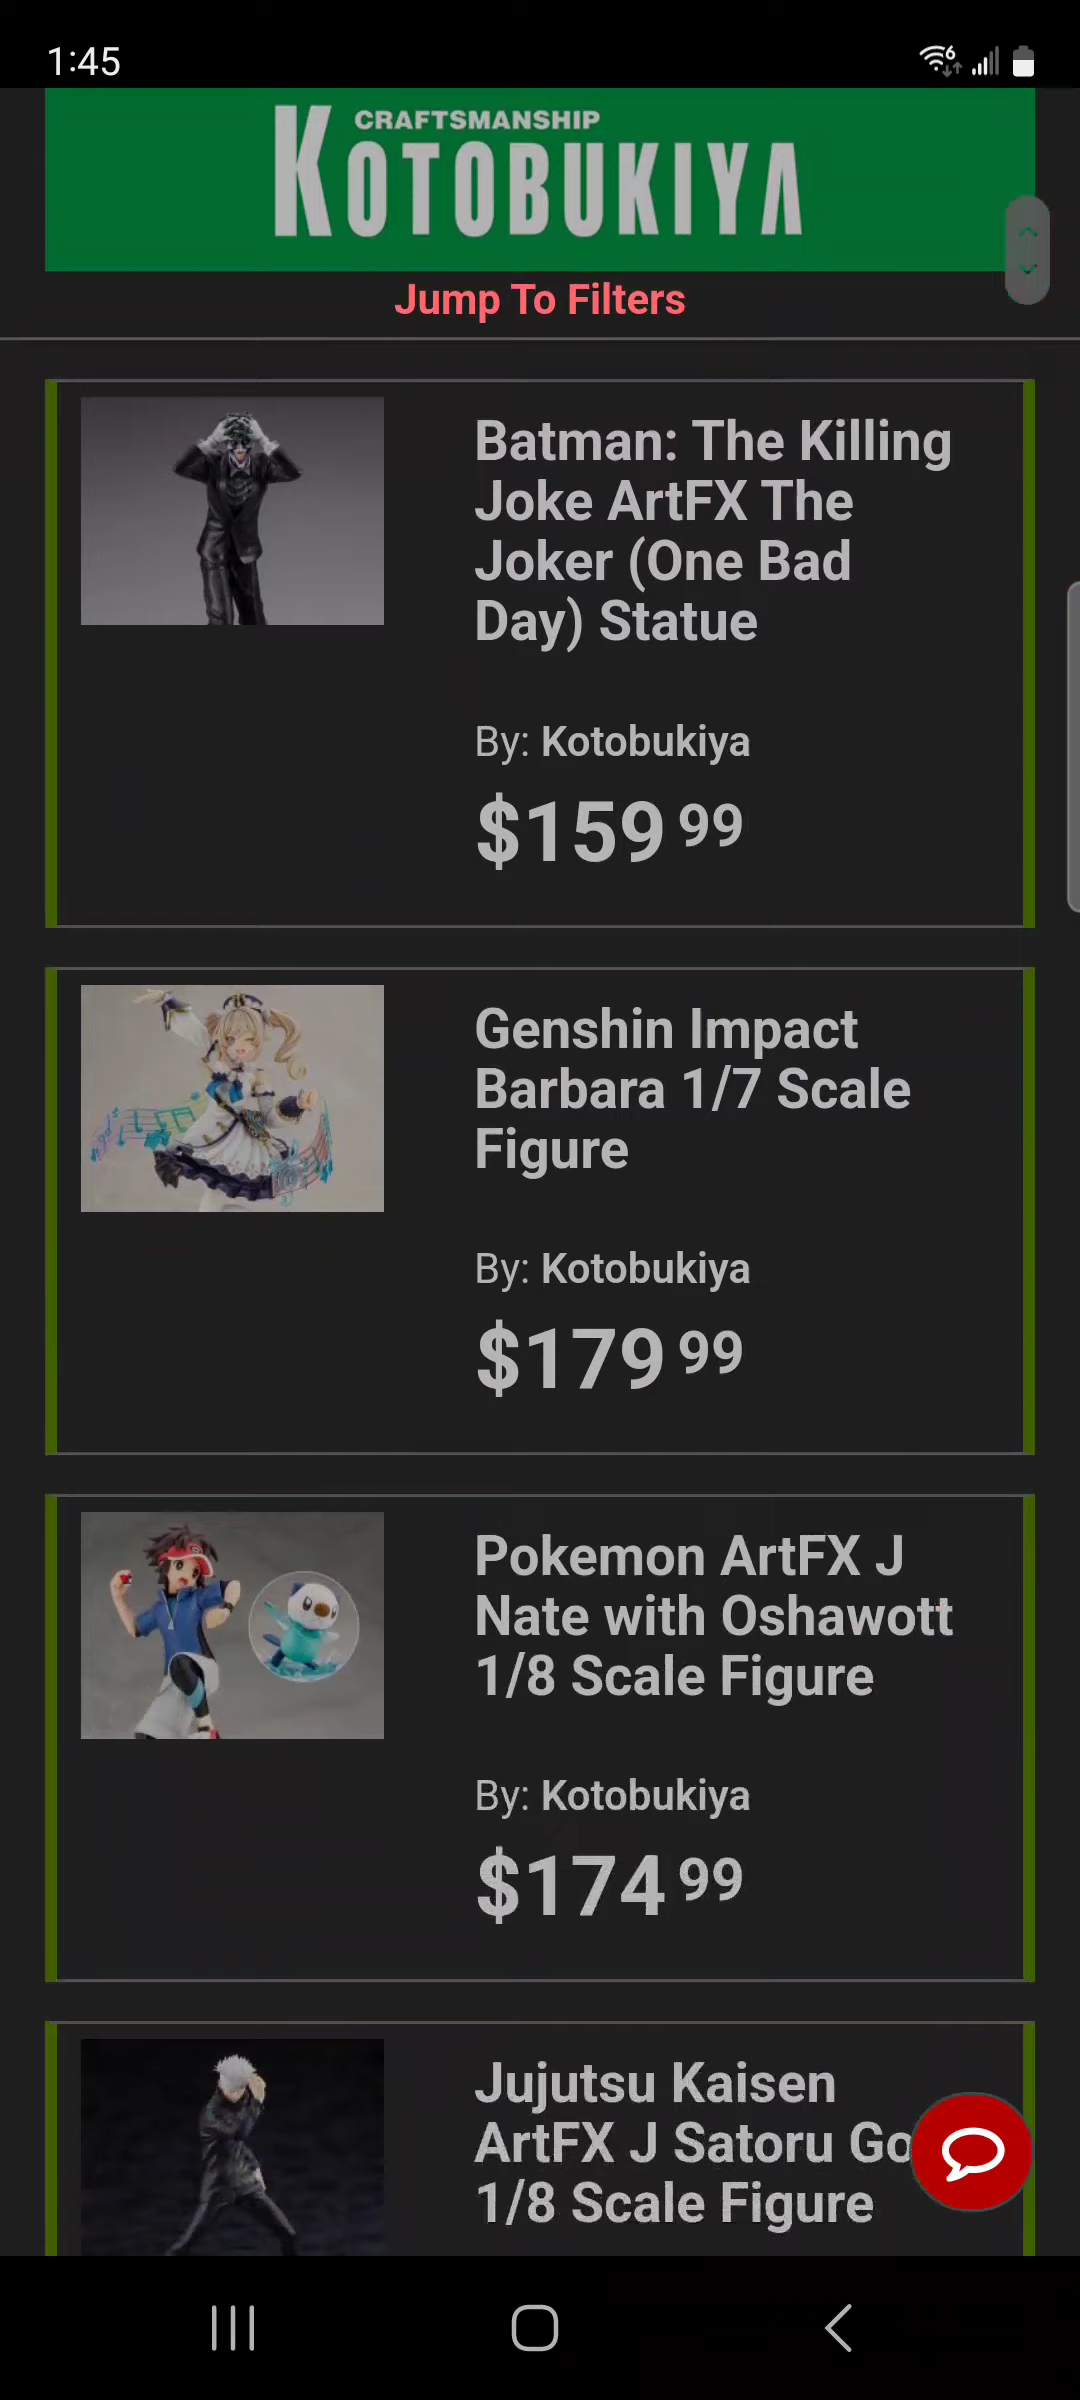 1:45
6
CRAFTSMANSHIP
KOTOBUKIYA
Jump To Filters
Batman: The Killing
Joke ArtFX The
Joker (One Bad
Day) Statue
By: Kotobukiya
$159 99
Genshin Impact
Barbara 1/7 Scale
Figure
By: Kotobukiya
$179 99
Pokemon ArtFX J
Nate with Oshawott
1/8 Scale Figure
By: Kotobukiya
$174 99
Jujutsu Kaisen
ArtFX J Satoru Go
1/8 Scale Figure